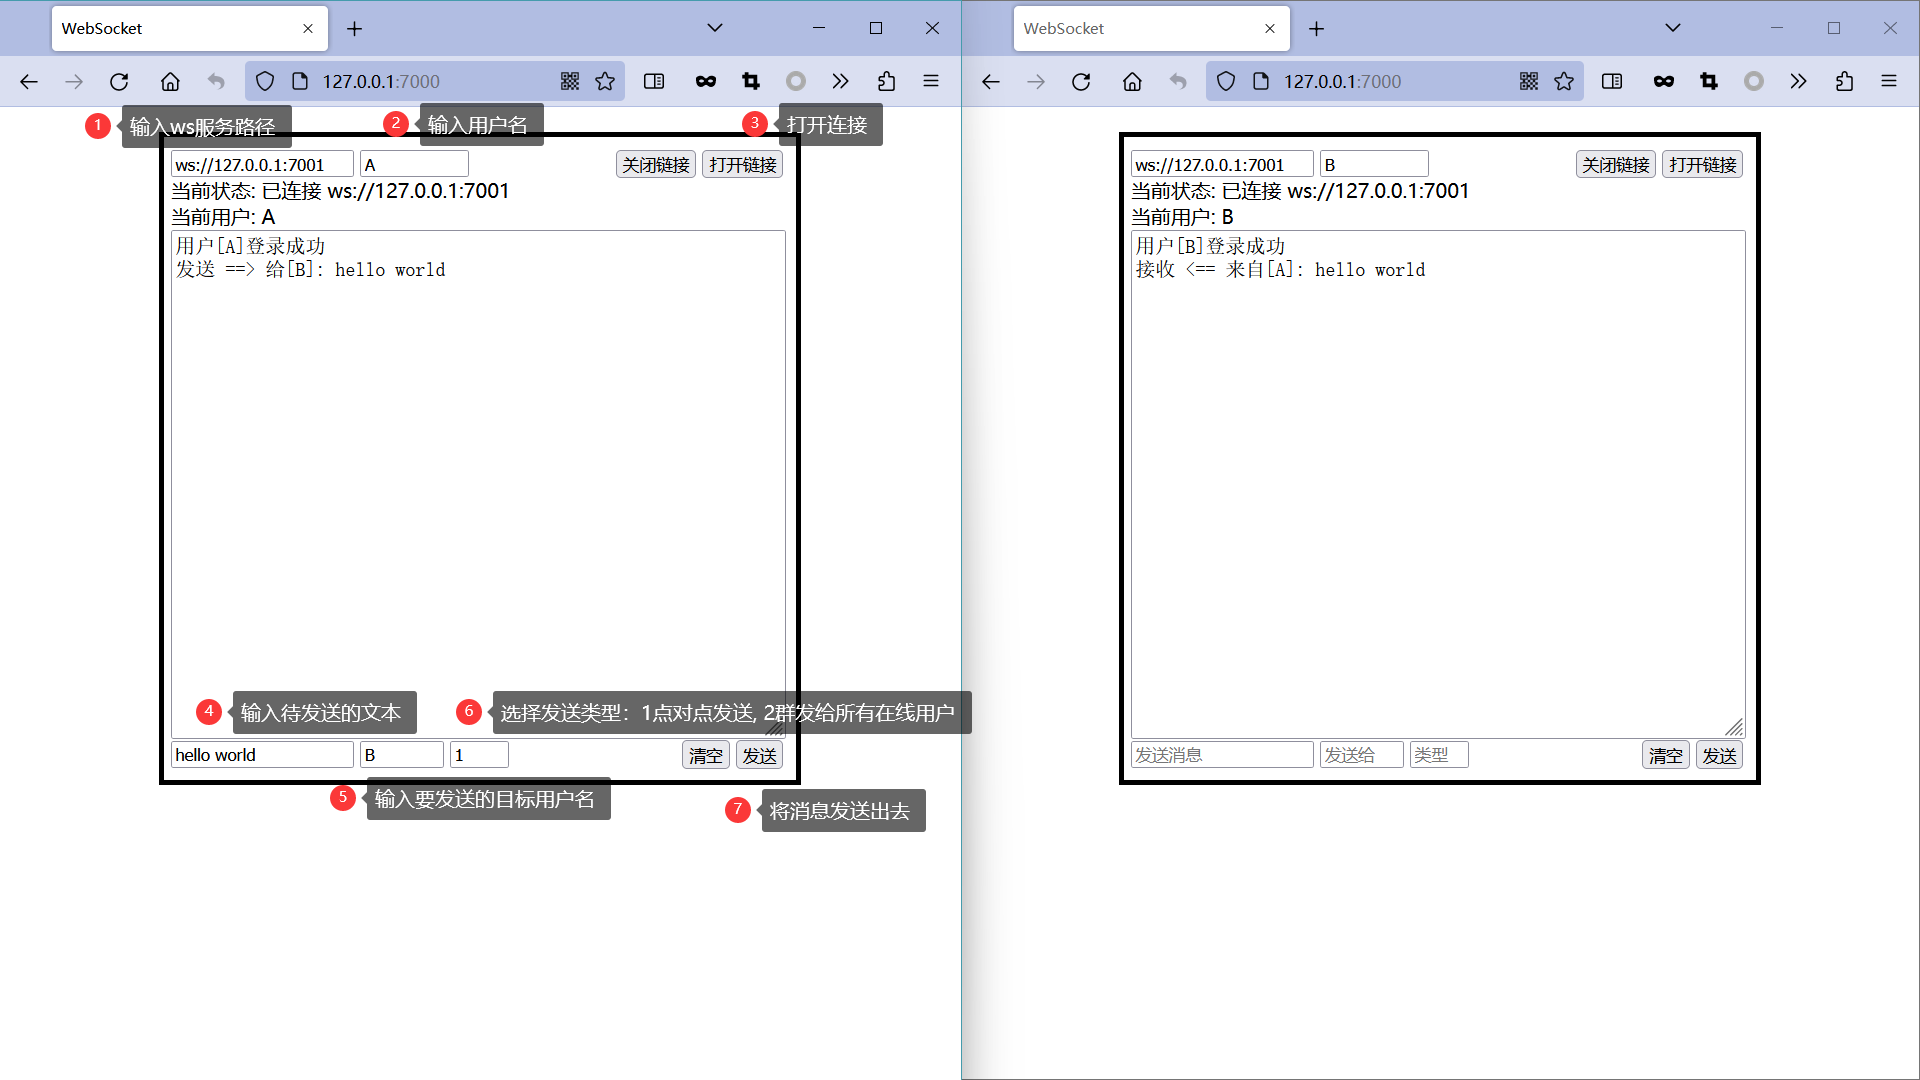 WebSocket
127.0.0.1:7000
1 输入ws服务路径
2 输入用户名
3 打开连接
ws://127.0.0.1:7001 A 关闭链接 打开链接
当前状态: 已连接 ws://127.0.0.1:7001
当前用户: A
用户[A]登录成功
发送 ==> 给[B]: hello world
4 输入待发送的文本
6 选择发送类型：1点对点发送, 2群发给所有在线用户
hello world B 1 清空 发送
5 输入要发送的目标用户名
7 将消息发送出去
WebSocket
127.0.0.1:7000
ws://127.0.0.1:7001 B 关闭链接 打开链接
当前状态: 已连接 ws://127.0.0.1:7001
当前用户: B
用户[B]登录成功
接收 <== 来自[A]: hello world
发送消息 发送给 类型 清空 发送